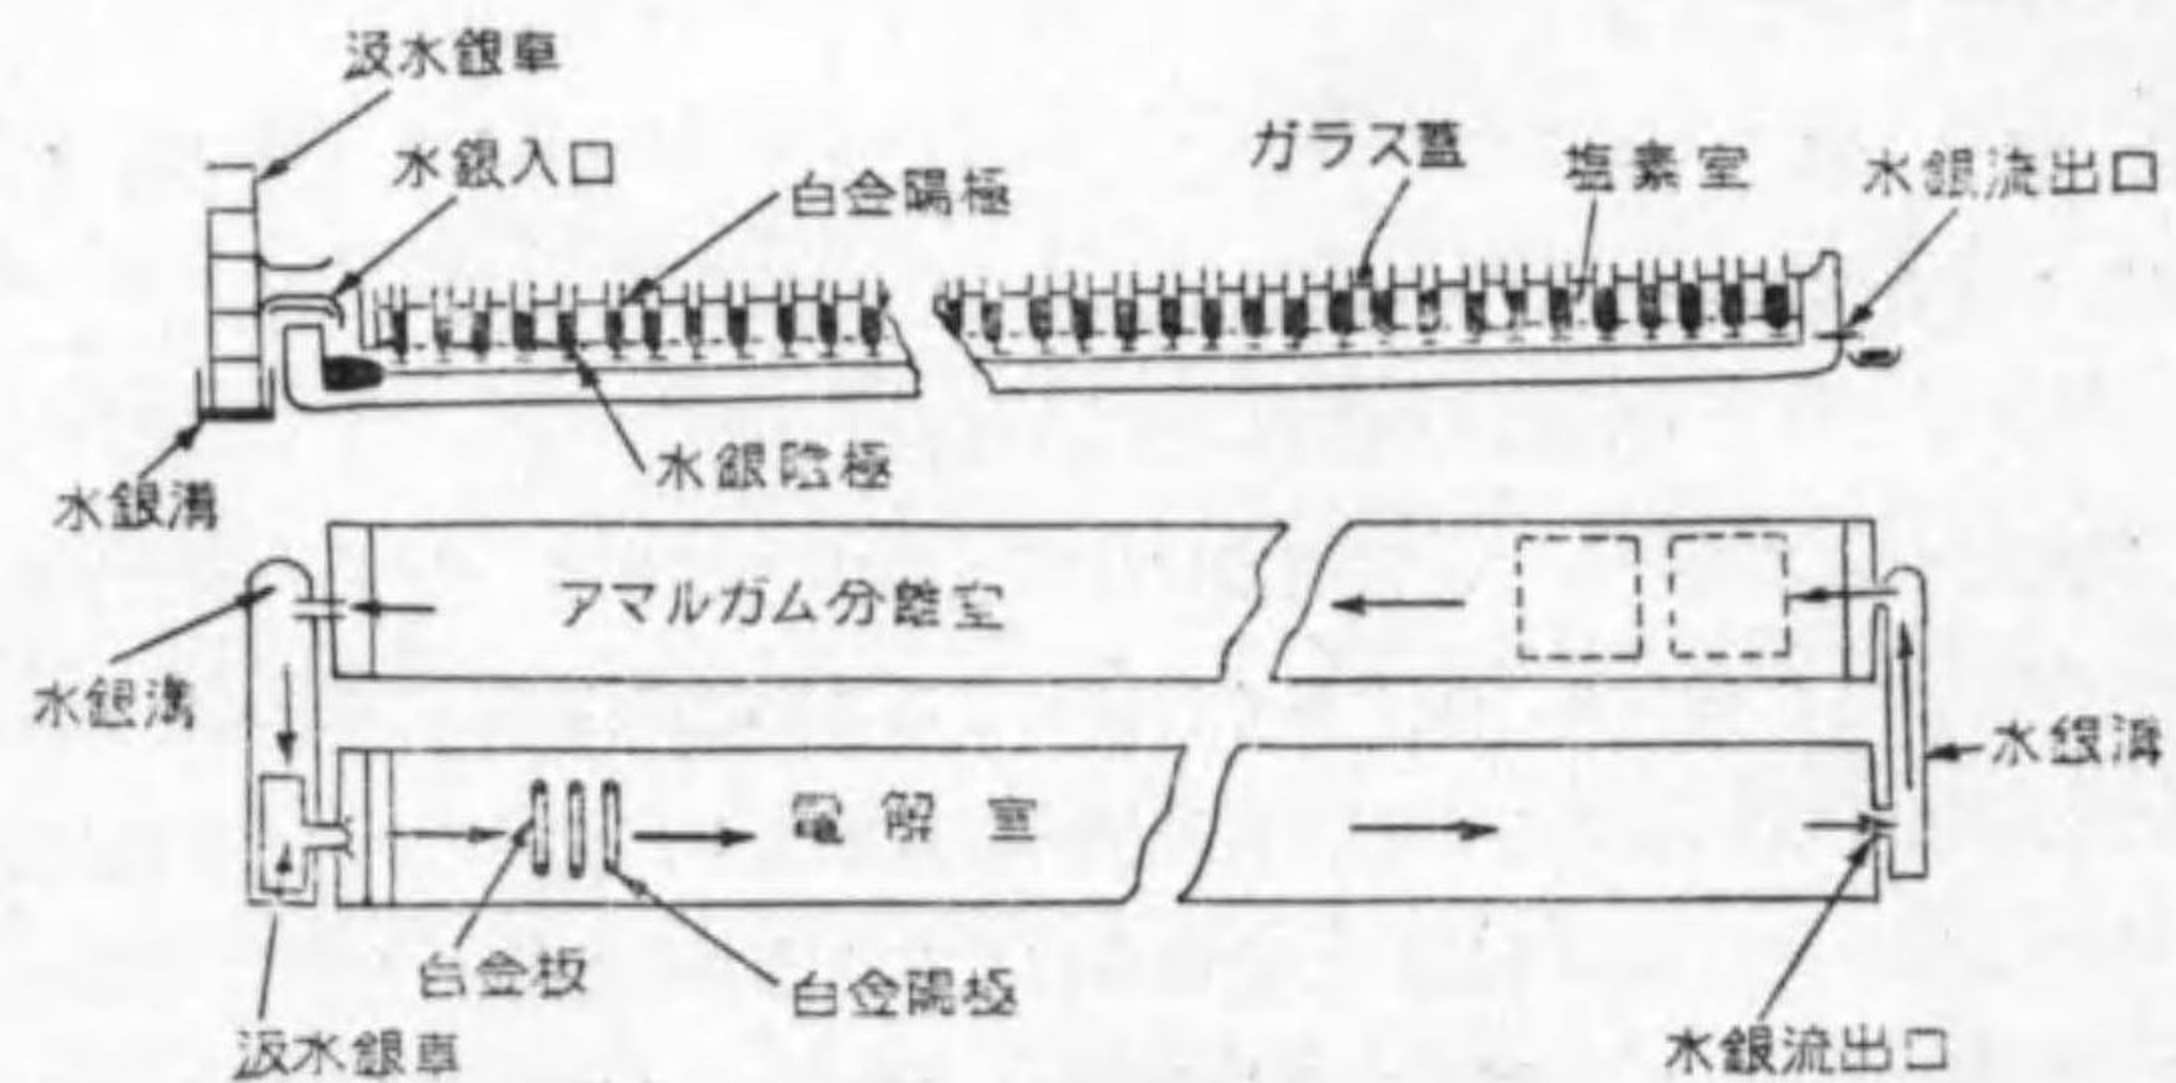 汲水銀車
水銀入口
白金陽極
ガラス蓋
塩素室
水銀流出口
水銀陰極
水銀溝
アマルガム分離室
水銀溝
水銀溝
電解室
白金板
白金陽極
汲水銀車
水銀流出口